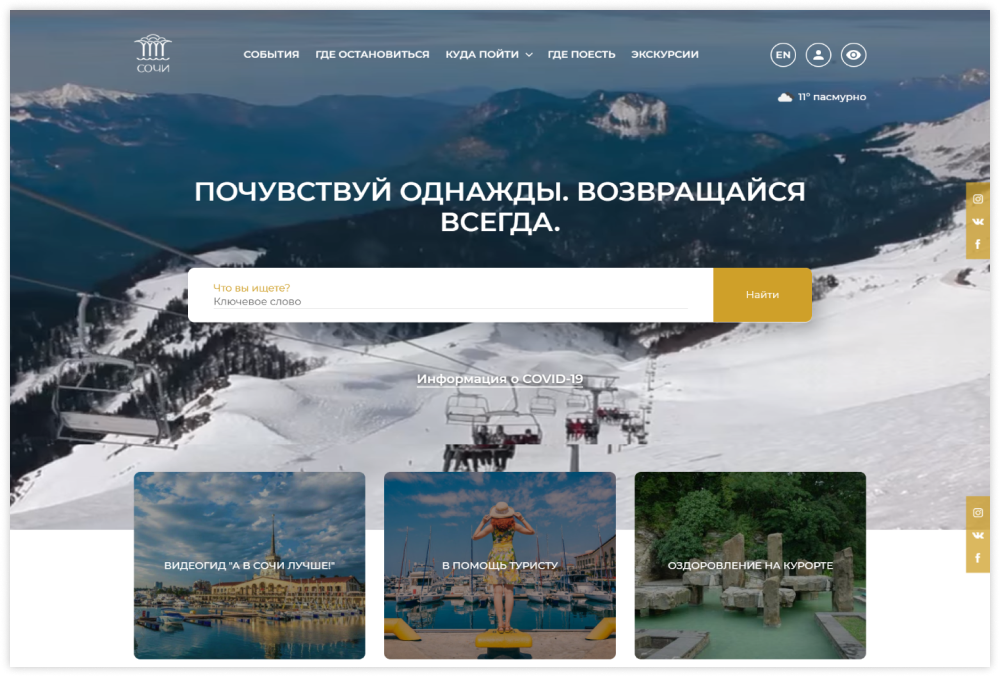 СОЧИ
СОБЫТИЯ ГДЕ ОСТАНОВИТЬСЯ КУДА ПОЙТИ ГДЕ ПОЕСТЬ ЭКСКУРСИИ
EN
11° пасмурно
ПОЧУВСТВУЙ ОДНАЖДЫ. ВОЗВРАЩАЙСЯ
ВСЕГДА.
Что вы ищете?
Ключевое слово
Найти
Информация о COVID-19
ВИДЕОГИД "А В СОЧИ ЛУЧШЕ!"
В ПОМОЩЬ ТУРИСТУ
ОЗДОРОВЛЕНИЕ НА КУРОРТЕ